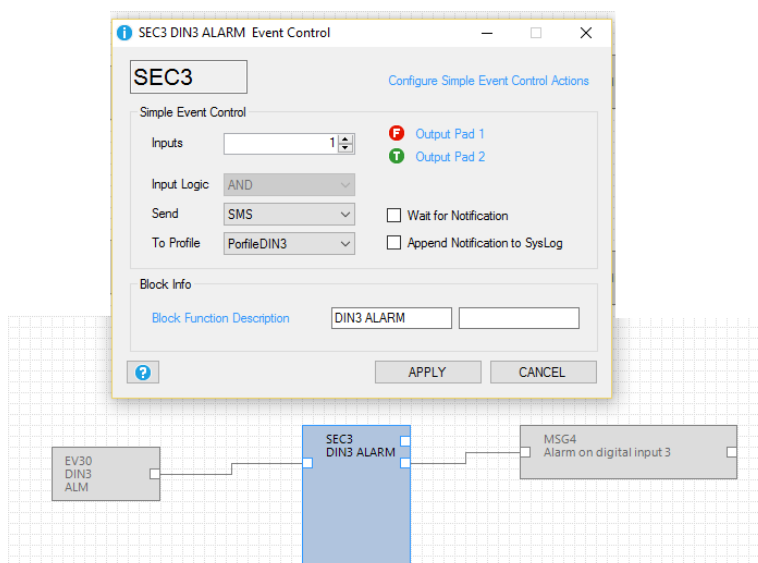 SEC3 DIN3 ALARM Event Control
SEC3
Configure Simple Event Control Actions
Simple Event Control
Inputs
1
F Output Pad 1
T Output Pad 2
Input Logic AND
Send SMS
Wait for Notification
To Profile PorfileDIN3
Append Notification to SysLog
Block Info
Block Function Description DIN3 ALARM
? APPLY CANCEL
EV30
DIN3
ALM
SEC3
DIN3 ALARM
MSG4
Alarm on digital input 3